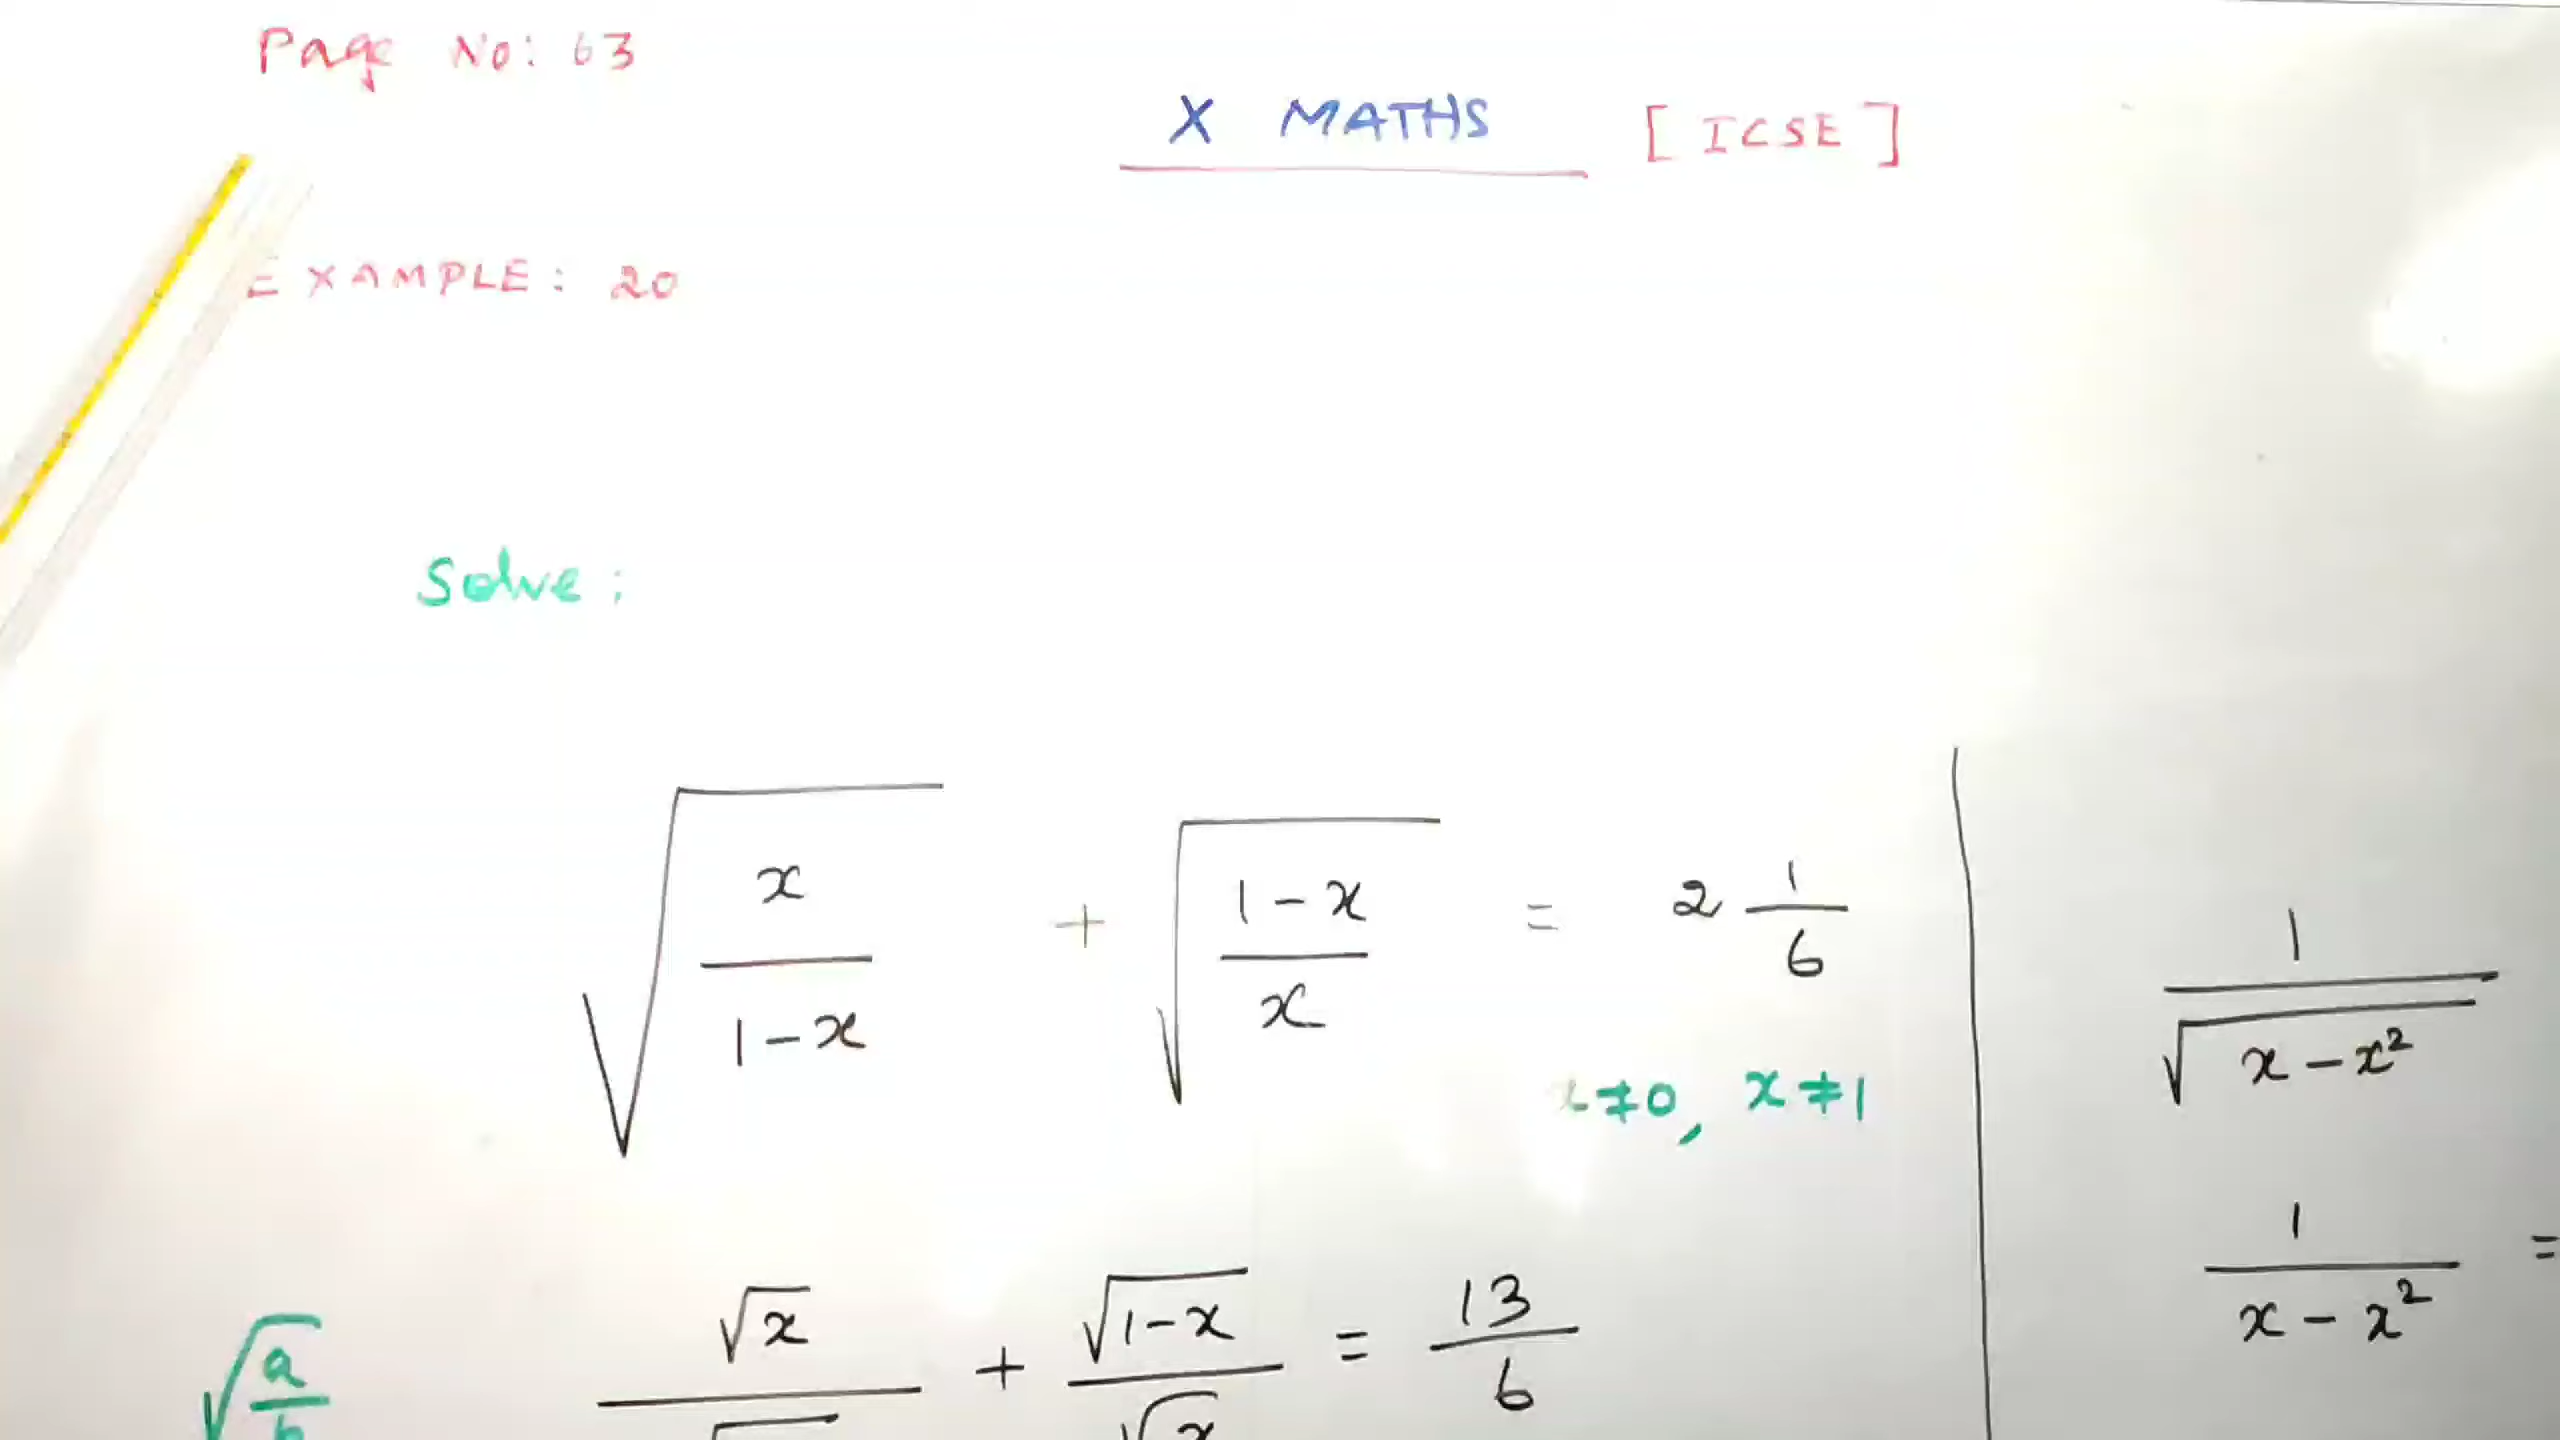 Page No: 63
X MATHS [ICSE]
EXAMPLE: 20
Solve:
√(x/(1-x)) + √((1-x)/x) = 2 1/6
x≠0, x≠1
√x/√ + √(1-x)/√x = 13/6
√(a/b)
1/√(x-x²)
1/(x-x²) =